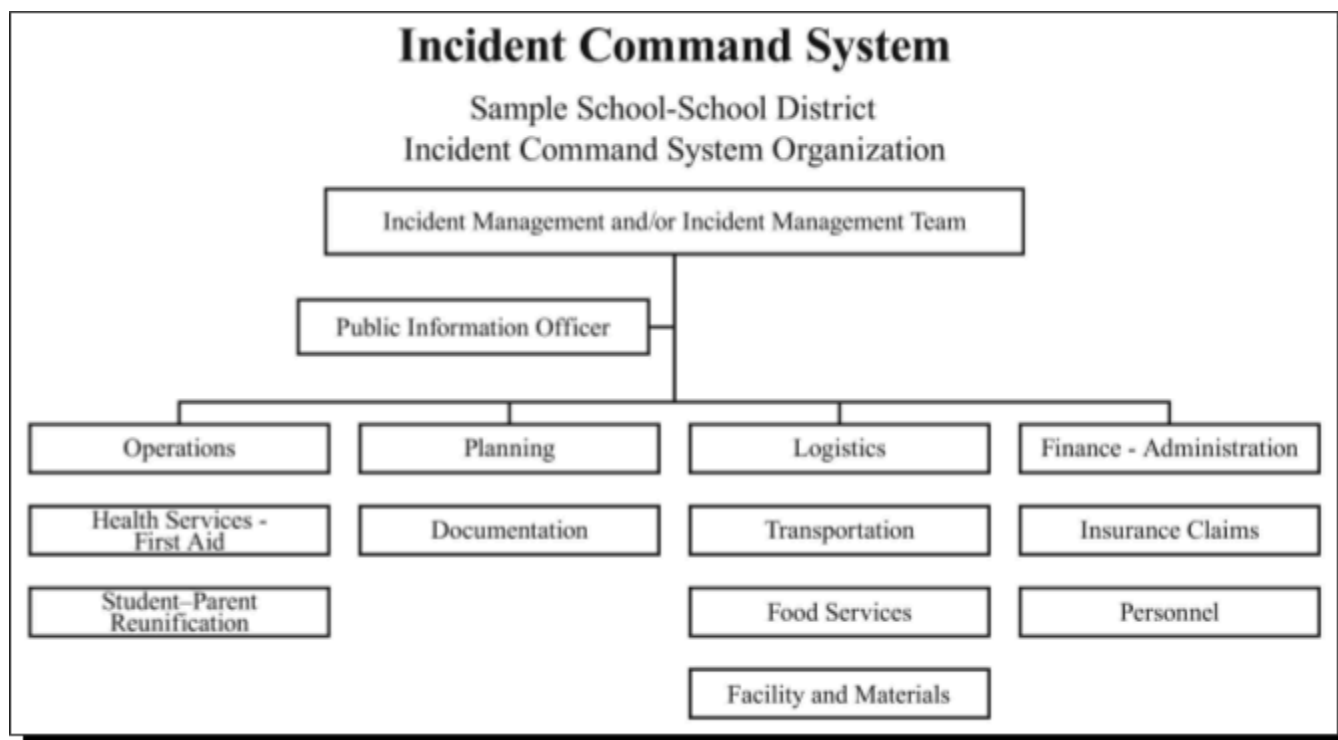 Incident Command System
Sample School-School District
Incident Command System Organization
Incident Management and/or Incident Management Team
Public Information Officer
Operations
Planning
Logistics
Finance - Administration
Health Services -
First Aid
Documentation
Transportation
Insurance Claims
Student–Parent
Reunification
Food Services
Personnel
Facility and Materials